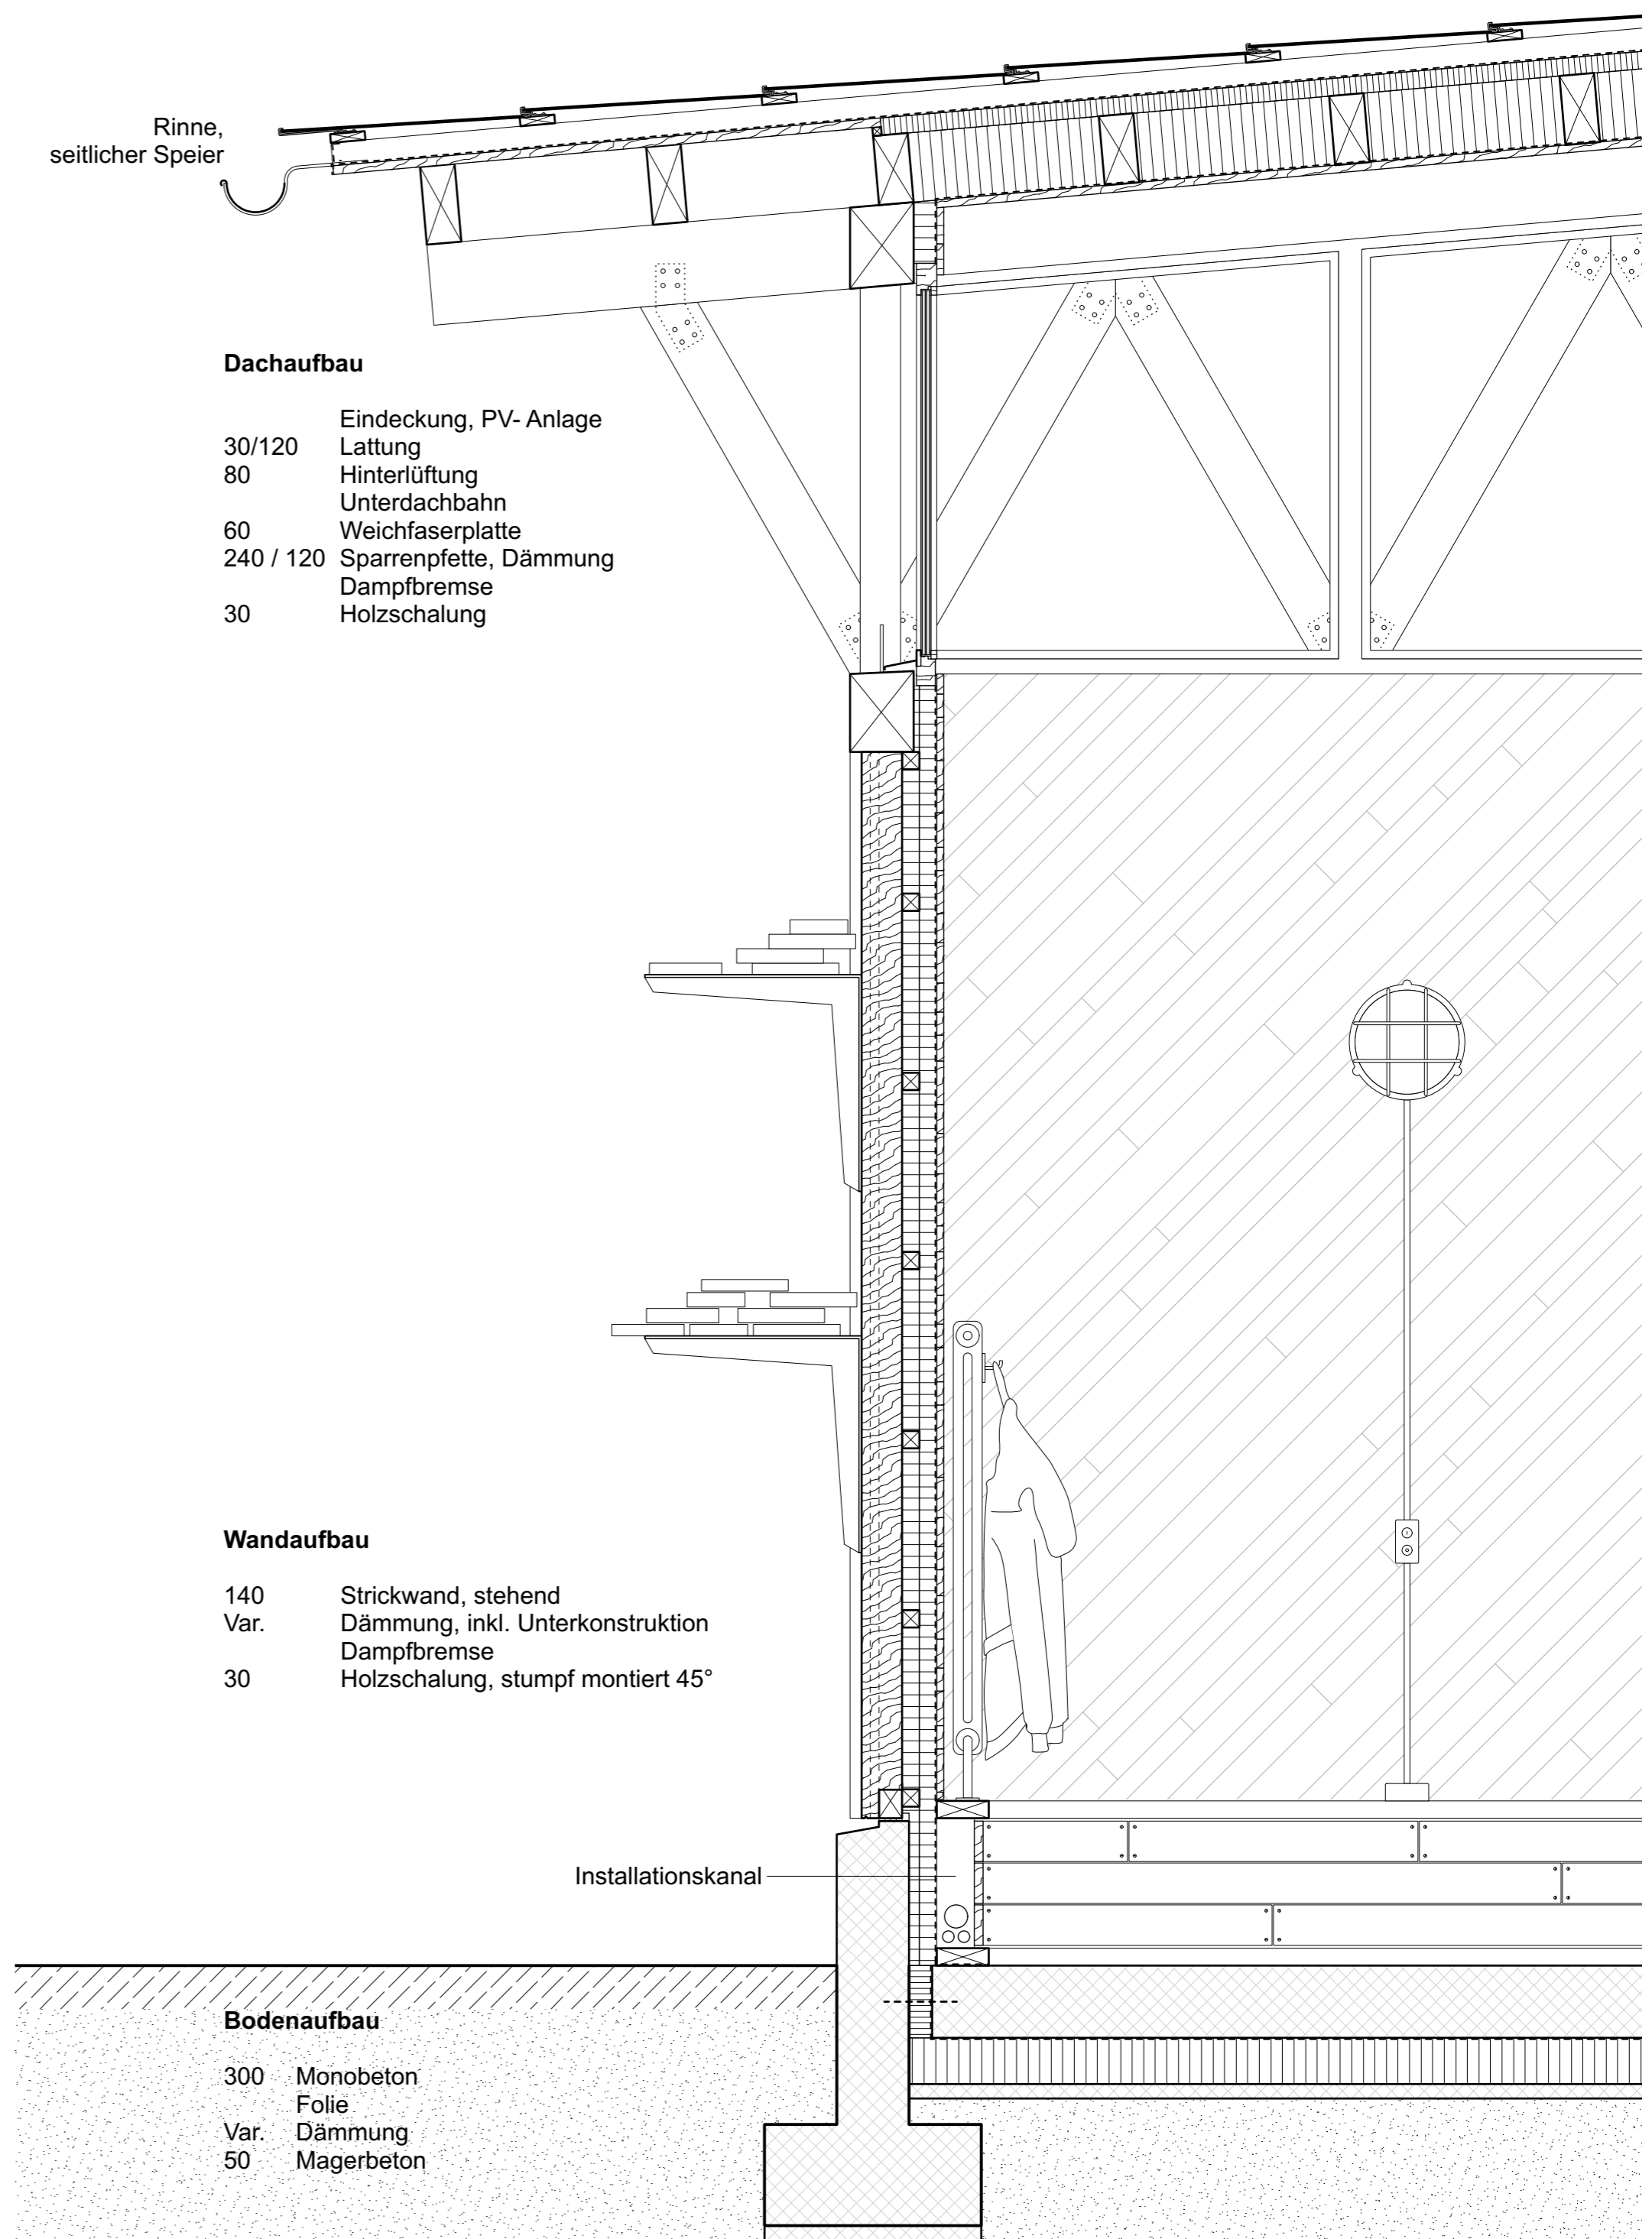 Rinne,
seitlicher Speier
Dachaufbau
Eindeckung, PV- Anlage
30/120 Lattung
80 Hinterlüftung
Unterdachbahn
60 Weichfaserplatte
240 / 120 Sparrenpfette, Dämmung
Dampfbremse
30 Holzschalung
Wandaufbau
140 Strickwand, stehend
Var. Dämmung, inkl. Unterkonstruktion
Dampfbremse
30 Holzschalung, stumpf montiert 45°
Installationskanal
Bodenaufbau
300 Monobeton
Folie
Var. Dämmung
50 Magerbeton